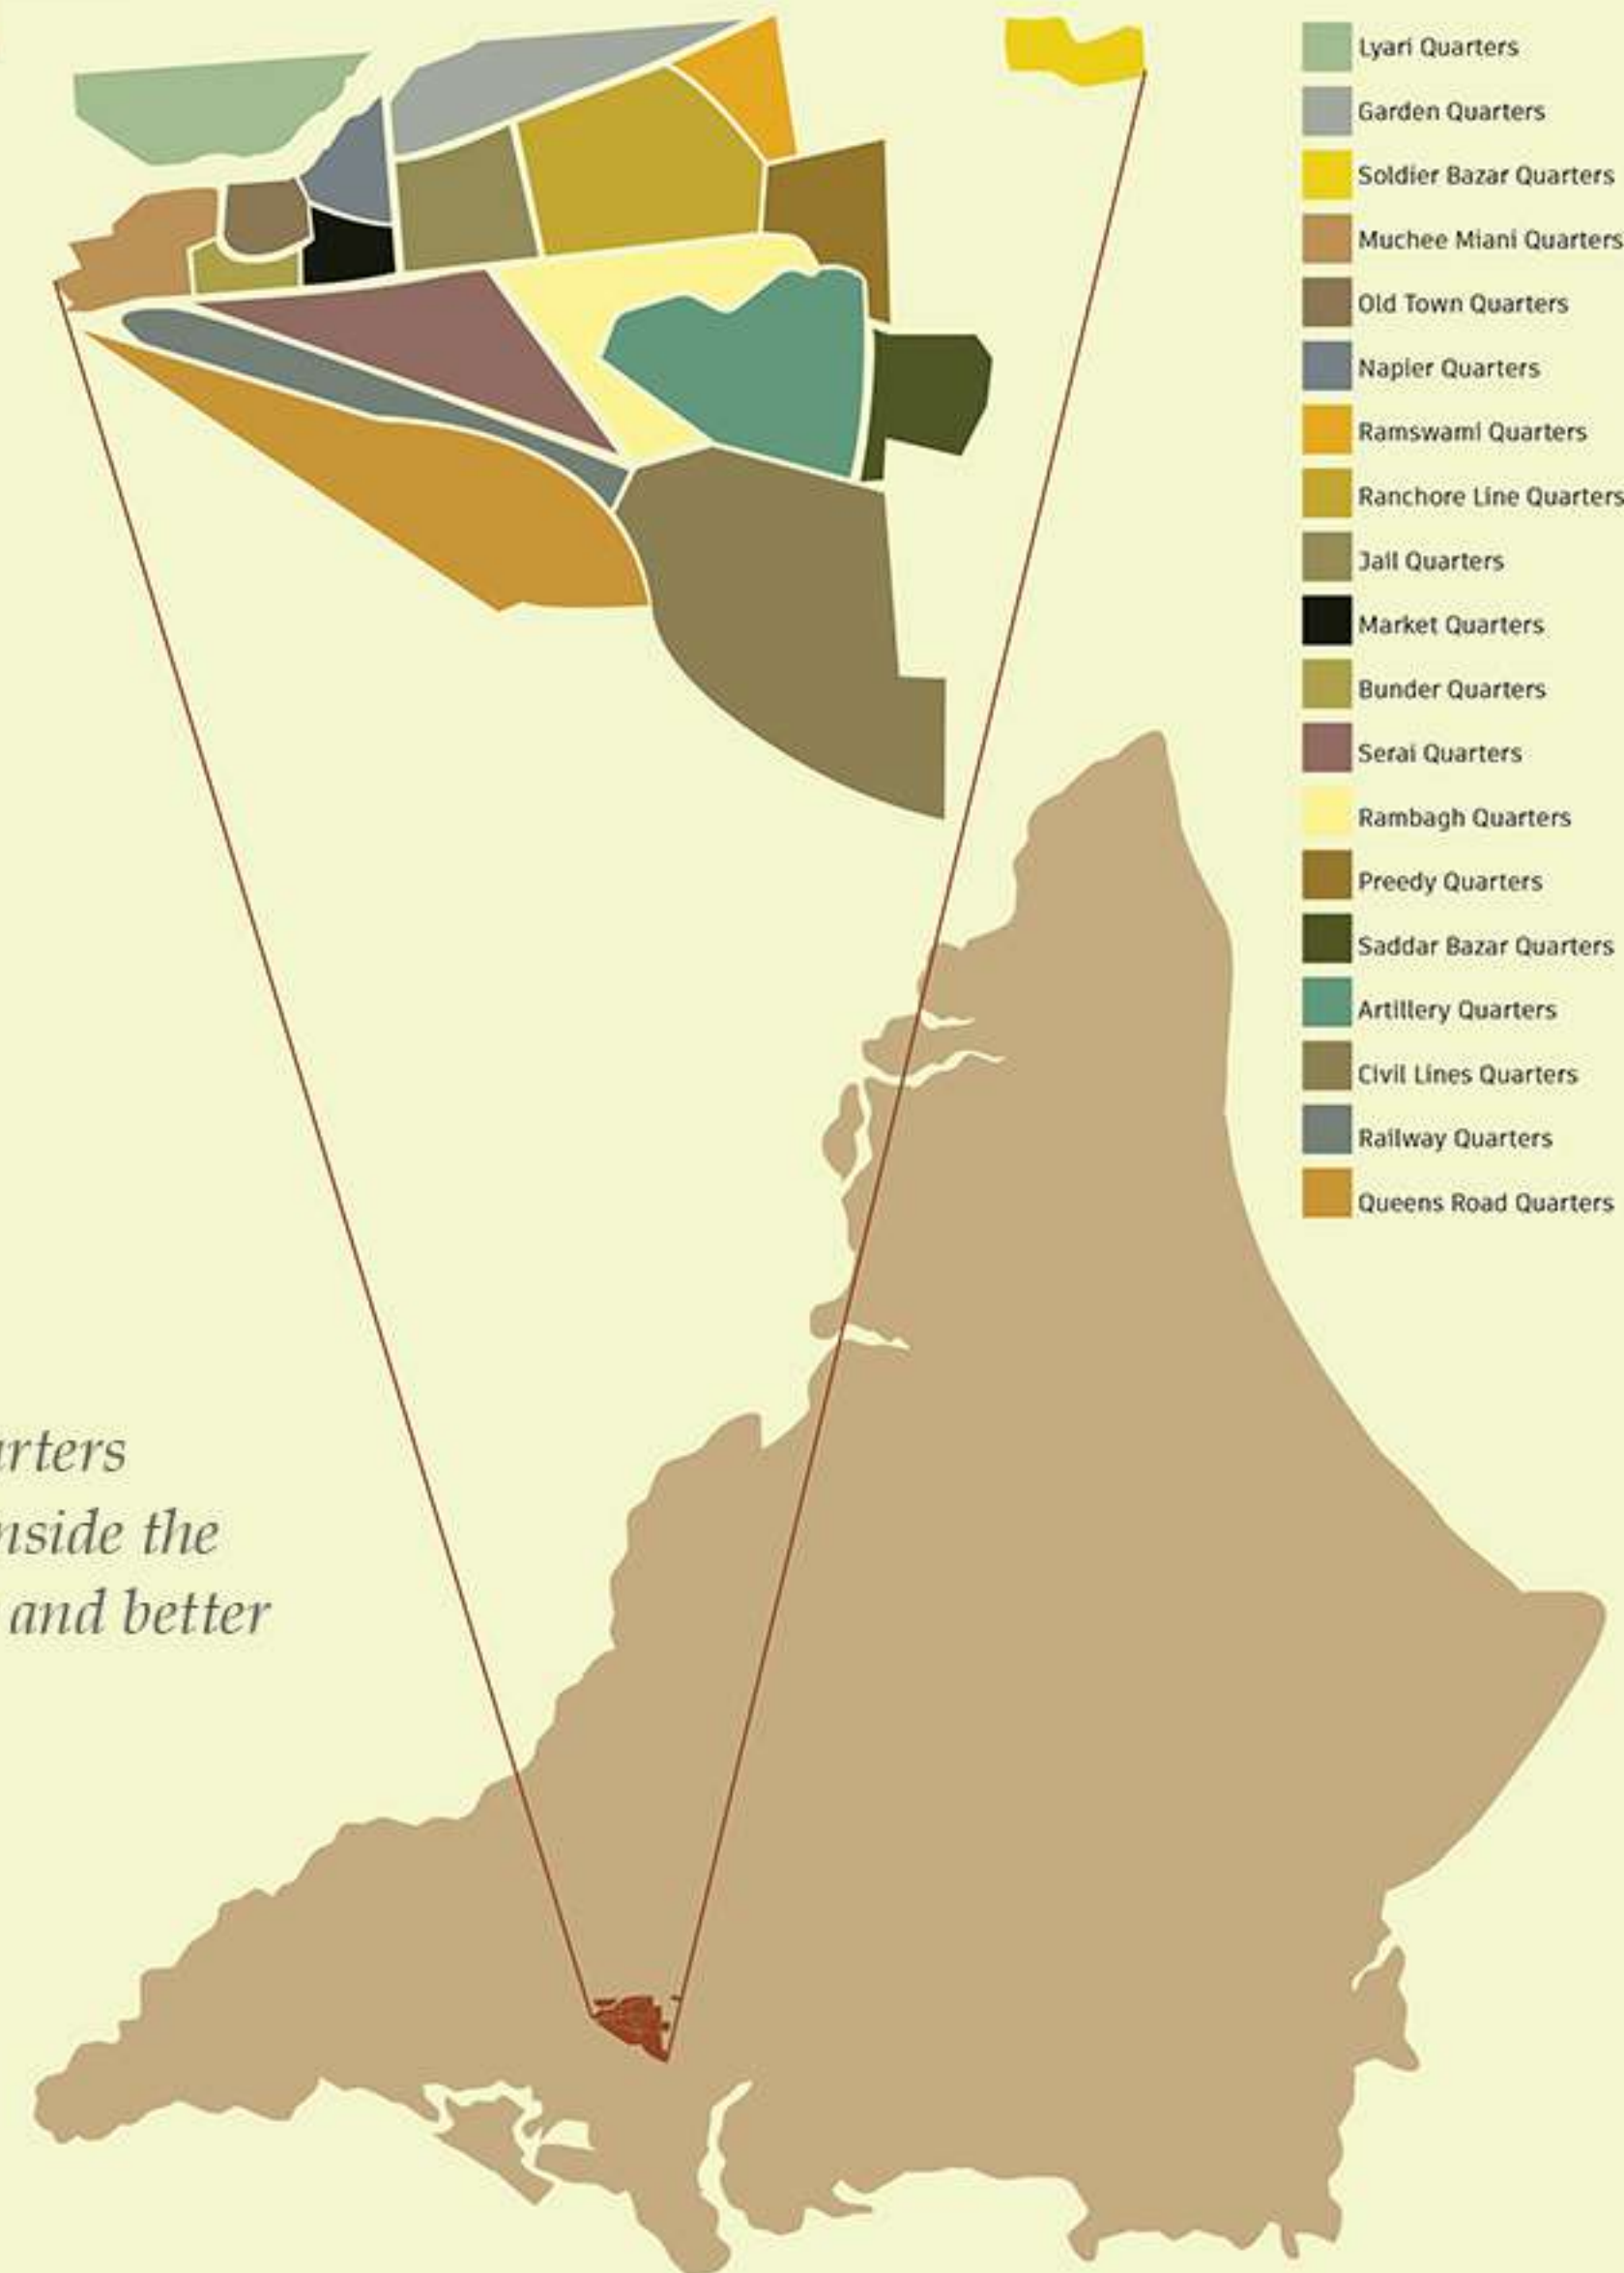 Lyari Quarters
Garden Quarters
Soldier Bazar Quarters
Muchee Miani Quarters
Old Town Quarters
Napier Quarters
Ramswami Quarters
Ranchore Line Quarters
Jail Quarters
Market Quarters
Bunder Quarters
Serai Quarters
Rambagh Quarters
Preedy Quarters
Saddar Bazar Quarters
Artillery Quarters
Civil Lines Quarters
Railway Quarters
Queens Road Quarters
the
and better